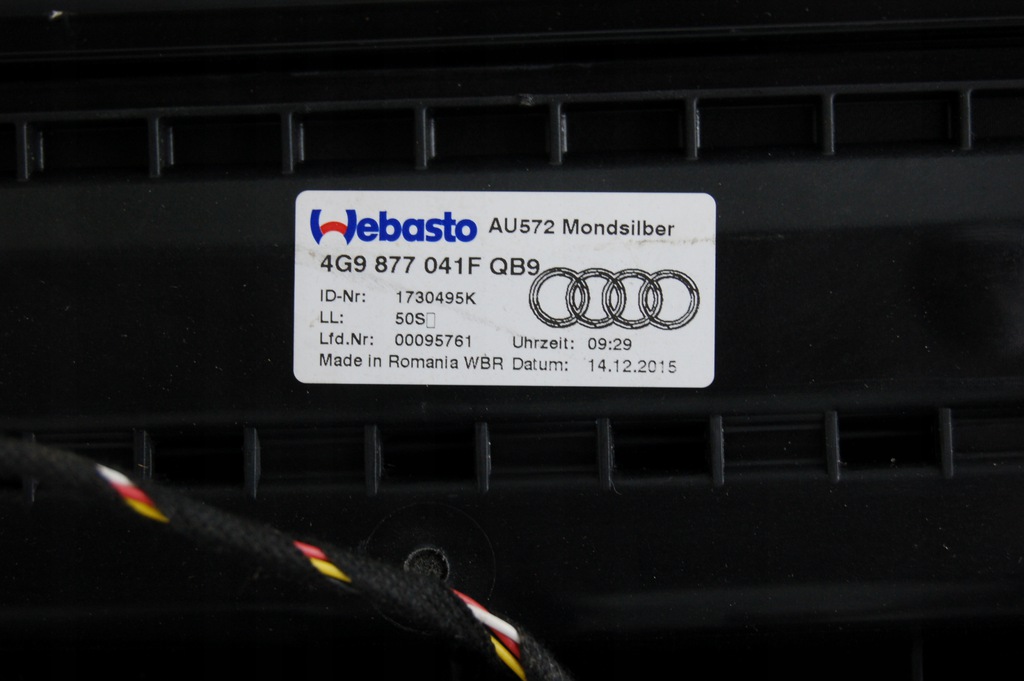 Webasto AU572 Mondsilber
4G9 877 041F QB9
ID-Nr: 1730495K
LL: 50S
Lfd.Nr: 00095761 Uhrzeit: 09:29
Made in Romania WBR Datum: 14.12.2015